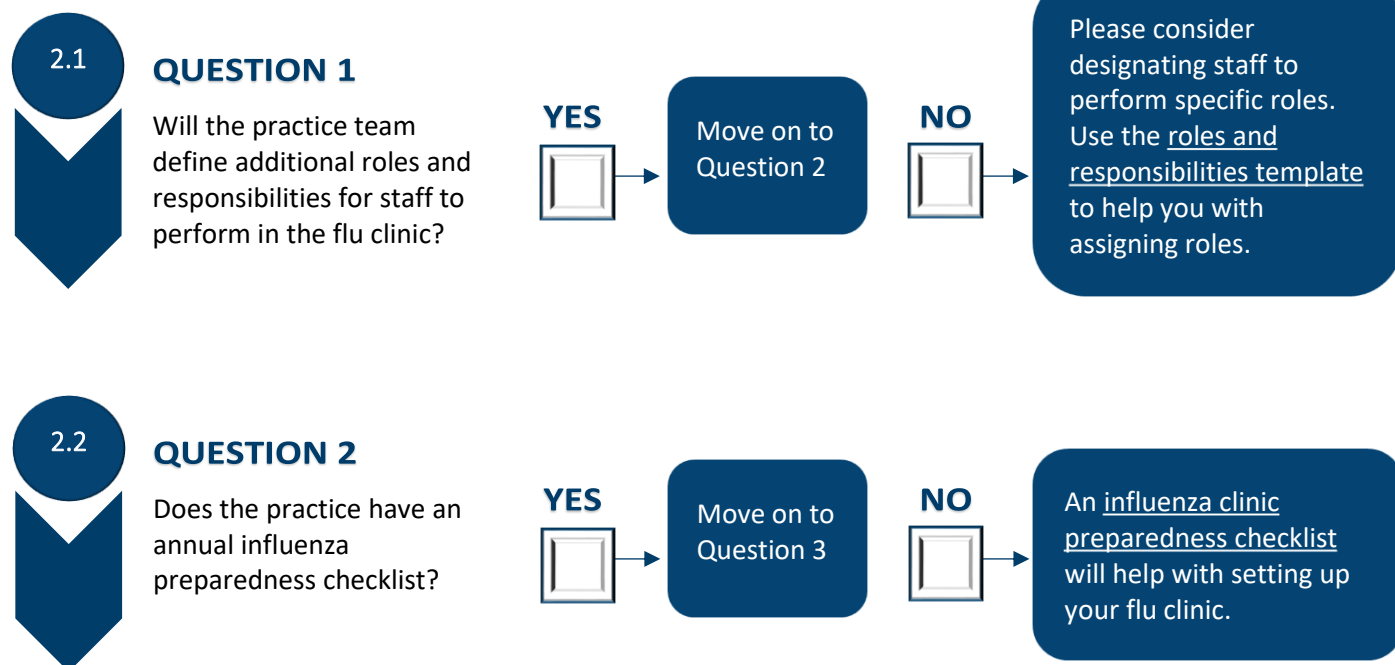 2.1
QUESTION 1
Will the practice team
define additional roles and
responsibilities for staff to
perform in the flu clinic?
YES
Move on to
Question 2
NO
Please consider
designating staff to
perform specific roles.
Use the roles and
responsibilities template
to help you with
assigning roles.
2.2
QUESTION 2
Does the practice have an
annual influenza
preparedness checklist?
YES
Move on to
Question 3
NO
An influenza clinic
preparedness checklist
will help with setting up
your flu clinic.